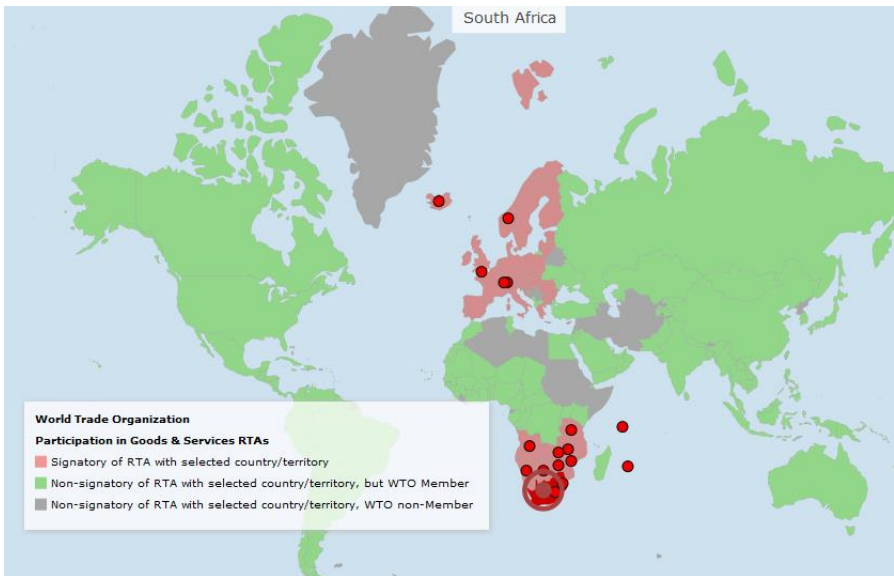 South Africa
World Trade Organization
Participation in Goods & Services RTAs
Signatory of RTA with selected country/territory
Non-signatory of RTA with selected country/territory, but WTO Member
Non-signatory of RTA with selected country/territory, WTO non-Member